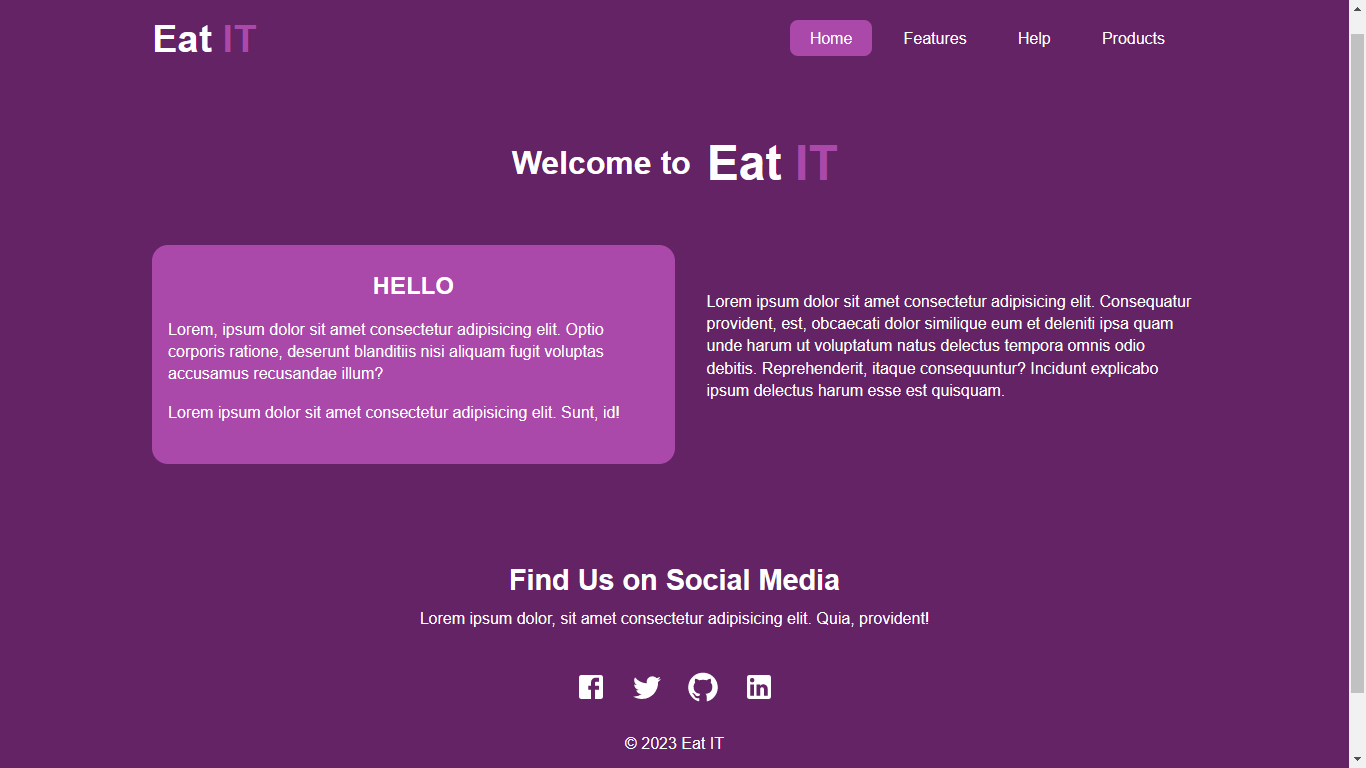 Eat IT
Home Features Help Products
Welcome to Eat IT
HELLO
Lorem, ipsum dolor sit amet consectetur adipisicing elit. Optio
corporis ratione, deserunt blanditiis nisi aliquam fugit voluptas
accusamus recusandae illum?
Lorem ipsum dolor sit amet consectetur adipisicing elit. Sunt, id!
Lorem ipsum dolor sit amet consectetur adipisicing elit. Consequatur
provident, est, obcaecati dolor similique eum et deleniti ipsa quam
unde harum ut voluptatum natus delectus tempora omnis odio
debitis. Reprehenderit, itaque consequuntur? Incidunt explicabo
ipsum delectus harum esse est quisquam.
Find Us on Social Media
Lorem ipsum dolor, sit amet consectetur adipisicing elit. Quia, provident!
© 2023 Eat IT